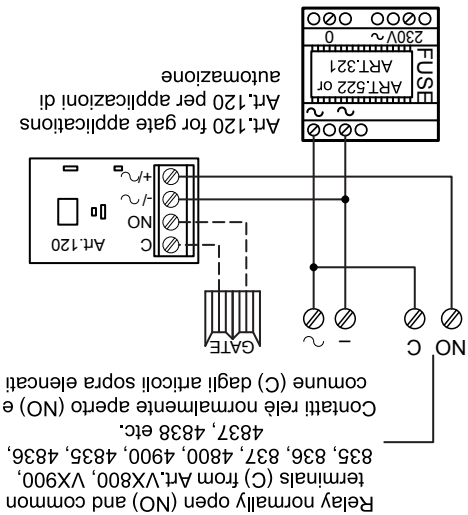 Relay normally open (NO) and common
terminals (C) from Art.VX800, VX900,
835, 836, 837, 4800, 4900, 4835, 4836,
4837, 4838 etc.
Contatti relè normalmente aperto (NO) e
comune (C) dagli articoli sopra elencati
NO C – ~
GATE
C
NO
-/~
+/~
Art.120
Art.120 for gate applications
Art.120 per applicazioni di
automazione
~ ~
FUSE
ART.522 or
ART.321
230V ~ 0